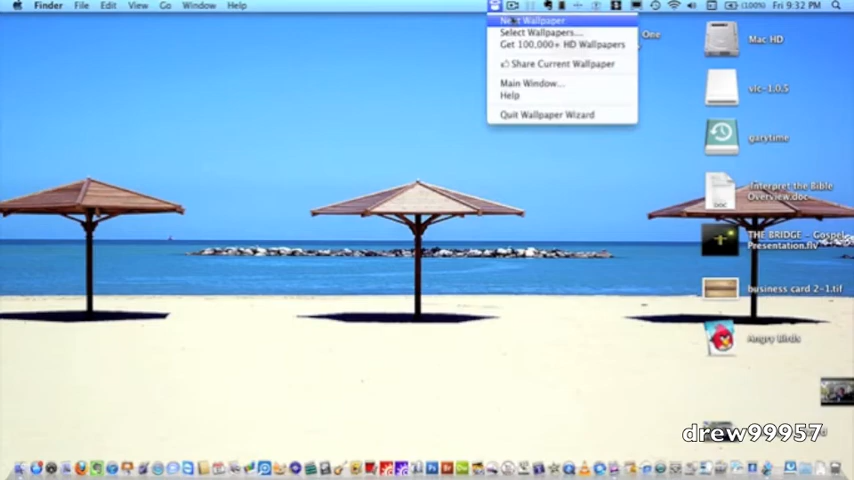 Finder File Edit View Go Window Help (100%) Fri 9:32 PM
Next Wallpaper
Select Wallpapers...
Get 100,000+ HD Wallpapers
Share Current Wallpaper
Main Window...
Help
Quit Wallpaper Wizard
One
Mac HD
vlc-1.0.5
garytime
Interpret the Bible
Overview.doc
THE BRIDGE - Gospel
Presentation.flv
business card 2-1.tif
Angry Birds
drew99957